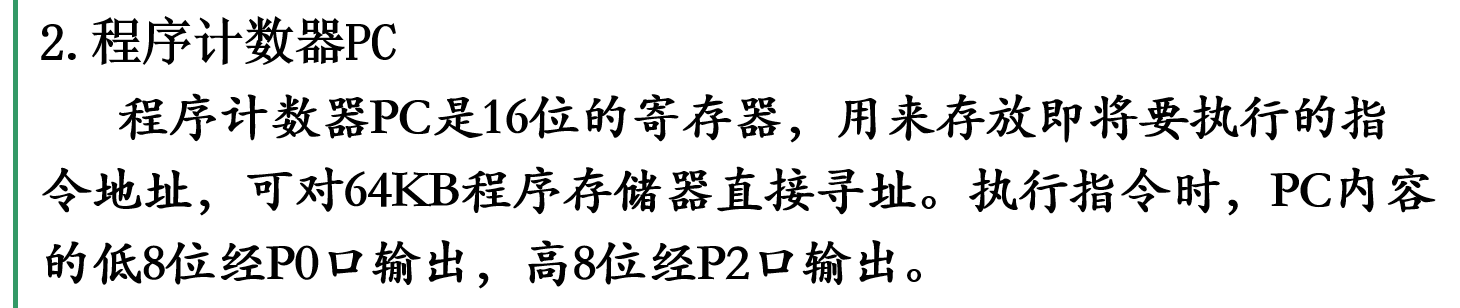 2. 程序计数器PC
程序计数器PC是16位的寄存器，用来存放即将要执行的指
令地址，可对64KB程序存储器直接寻址。执行指令时，PC内容
的低8位经P0口输出，高8位经P2口输出。